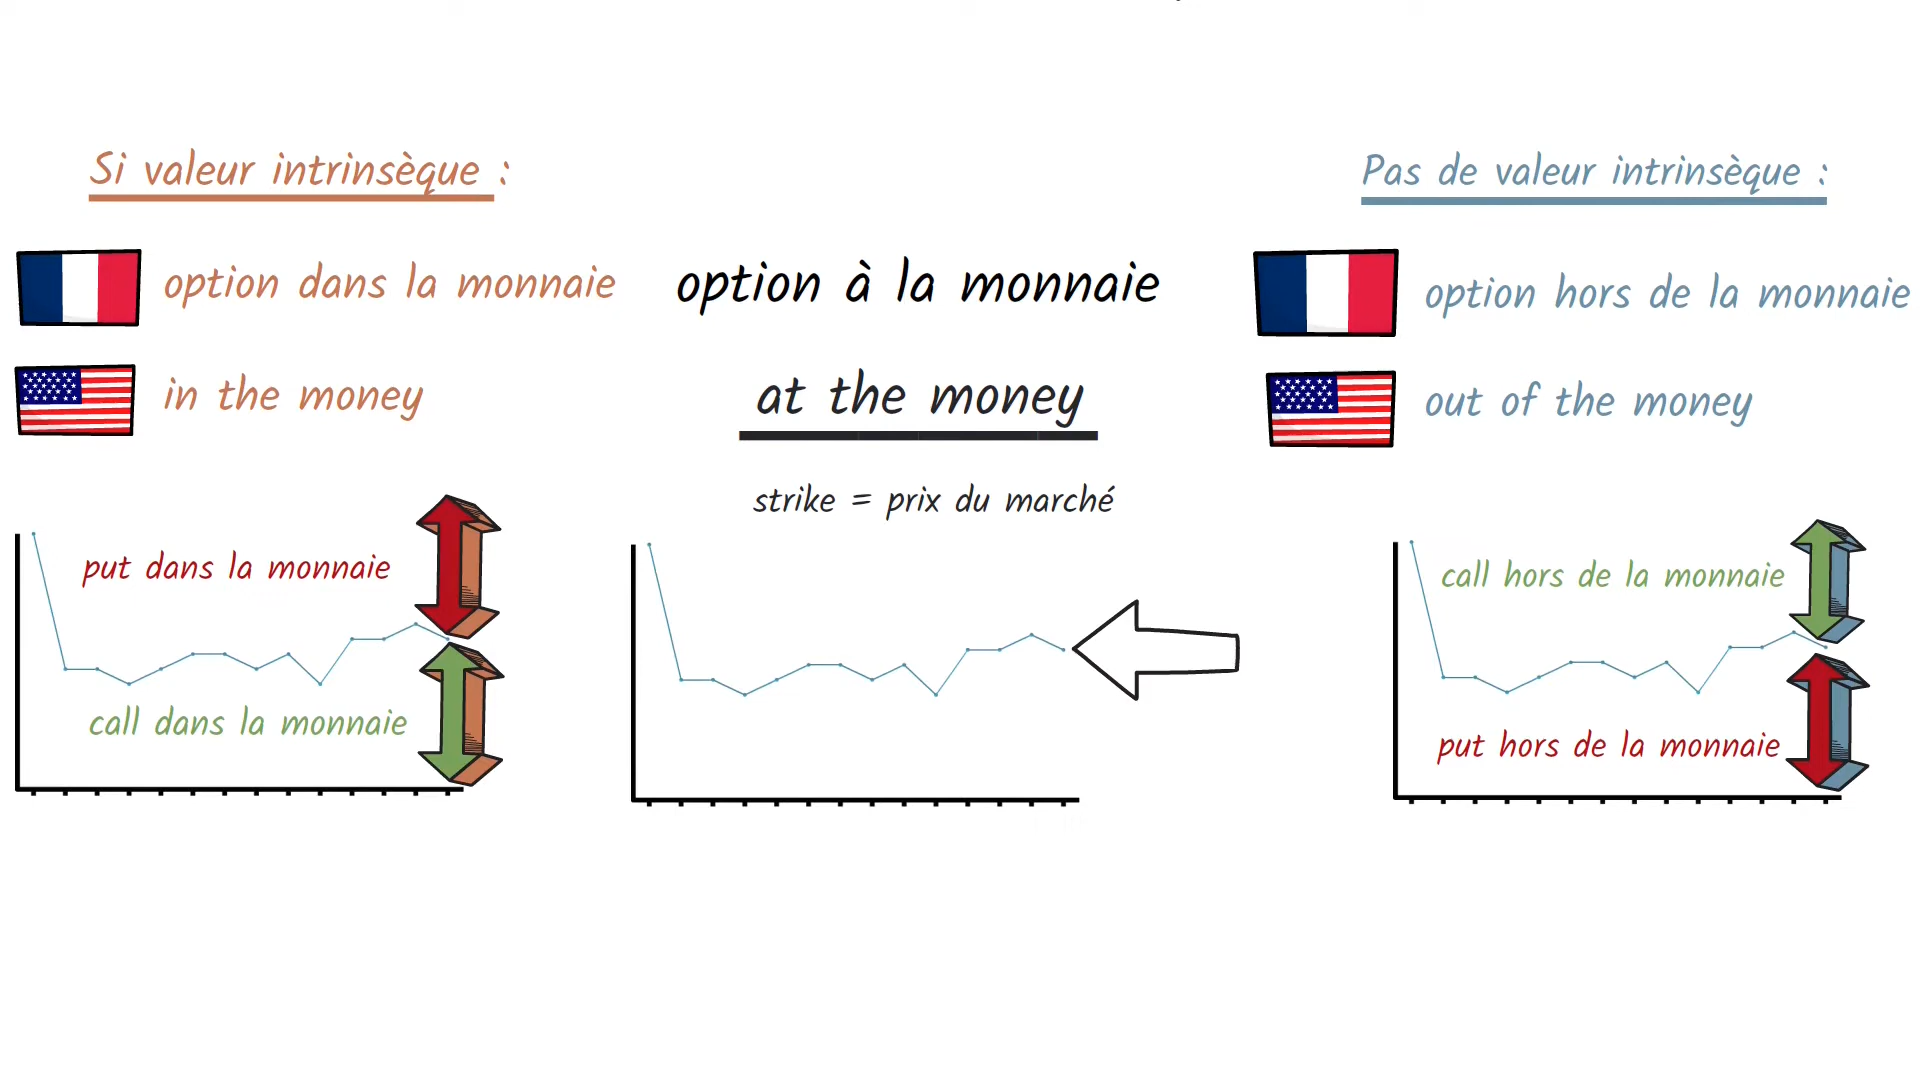 Si valeur intrinsèque :
option dans la monnaie
in the money
put dans la monnaie
call dans la monnaie
option à la monnaie
at the money
strike = prix du marché
Pas de valeur intrinsèque :
option hors de la monnaie
out of the money
call hors de la monnaie
put hors de la monnaie